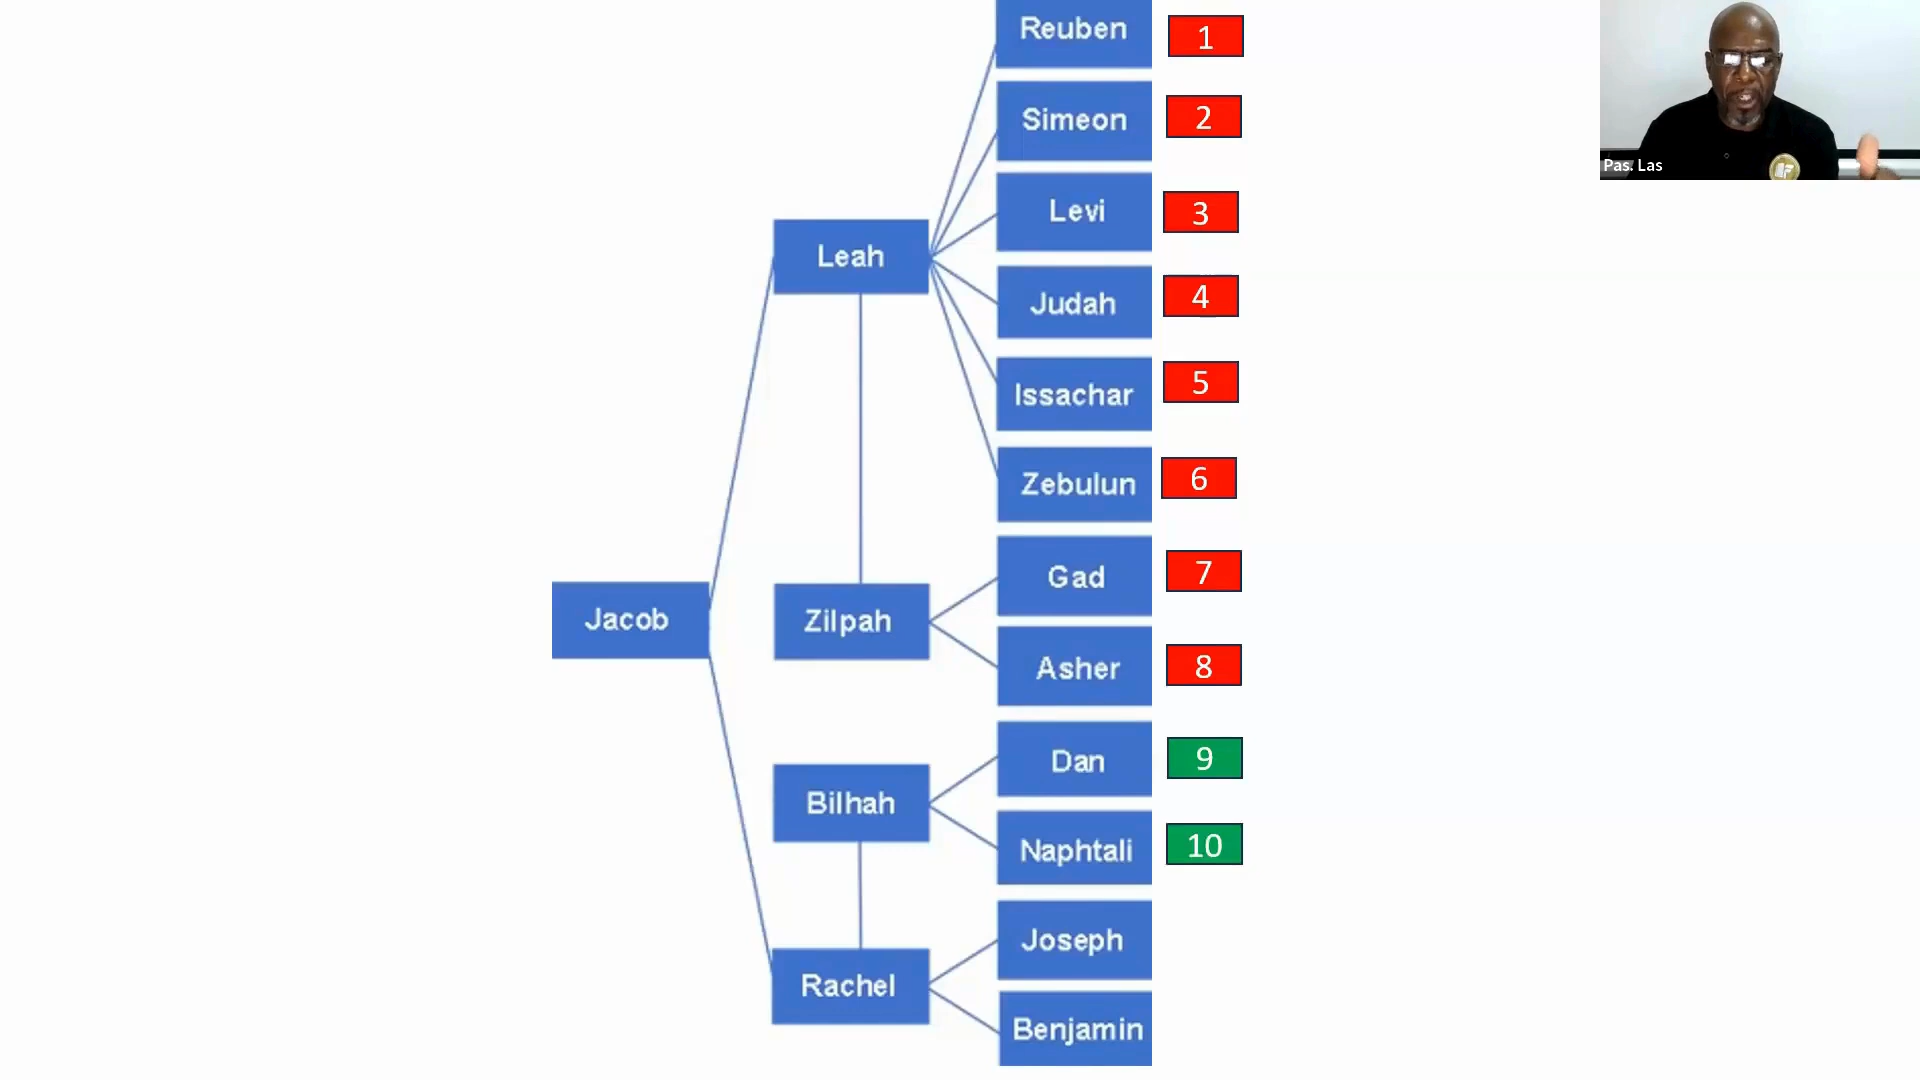 Reuben 1
Simeon 2
Levi 3
Leah
Judah 4
Issachar 5
Zebulun 6
Gad 7
Jacob
Zilpah
Asher 8
Dan 9
Bilhah
Naphtali 10
Joseph
Rachel
Benjamin
Pas. Las